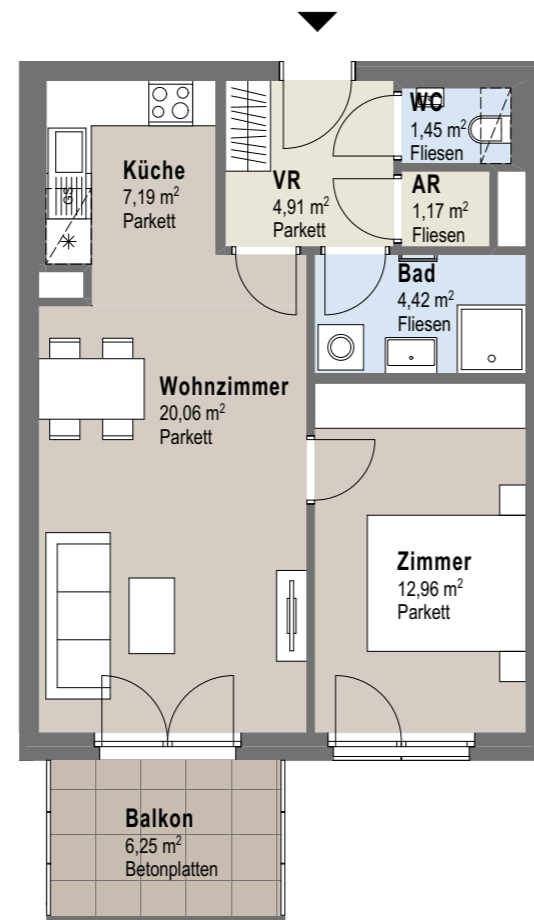 WC
1,45 m²
Fliesen
Küche
7,19 m²
Parkett
VR
4,91 m²
Parkett
AR
1,17 m²
Fliesen
GS
Bad
4,42 m²
Fliesen
Wohnzimmer
20,06 m²
Parkett
Zimmer
12,96 m²
Parkett
Balkon
6,25 m²
Betonplatten